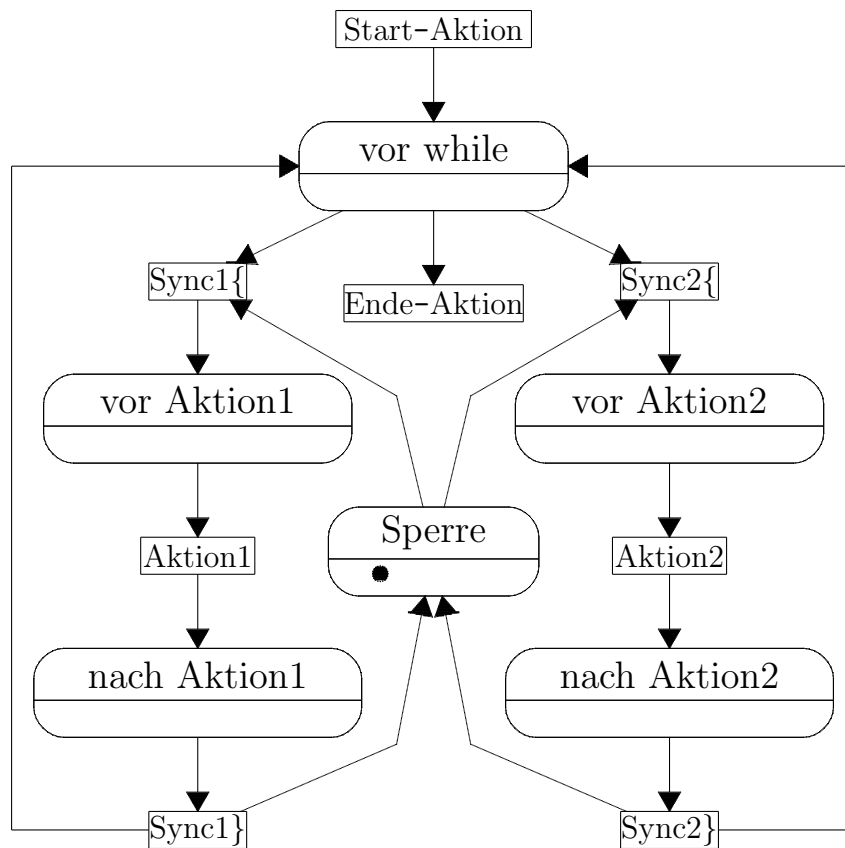 Start-Aktion
vor while
Sync1{
Sync2{
Ende-Aktion
vor Aktion1
vor Aktion2
Sperre
Aktion1
Aktion2
nach Aktion1
nach Aktion2
Sync1}
Sync2}